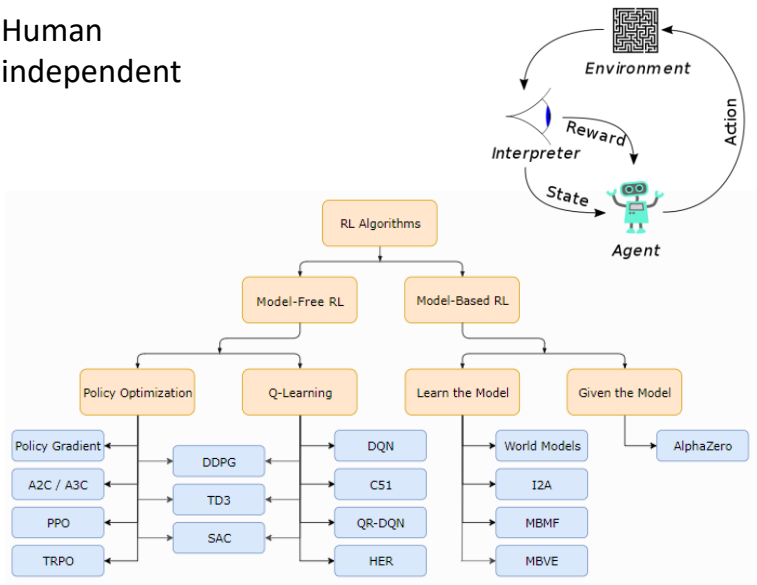 Human
independent
Environment
Interpreter
Reward
State
Action
Agent
RL Algorithms
Model-Free RL
Model-Based RL
Policy Optimization
Q-Learning
Learn the Model
Given the Model
Policy Gradient
DDPG
DQN
World Models
AlphaZero
A2C / A3C
TD3
C51
I2A
PPO
SAC
QR-DQN
MBMF
TRPO
HER
MBVE